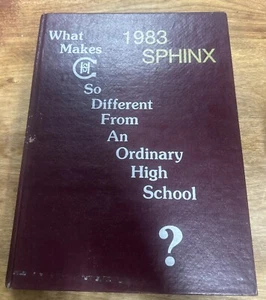 What
Makes
1983
SPHINX
So
Different
From
An
Ordinary
High
School
?